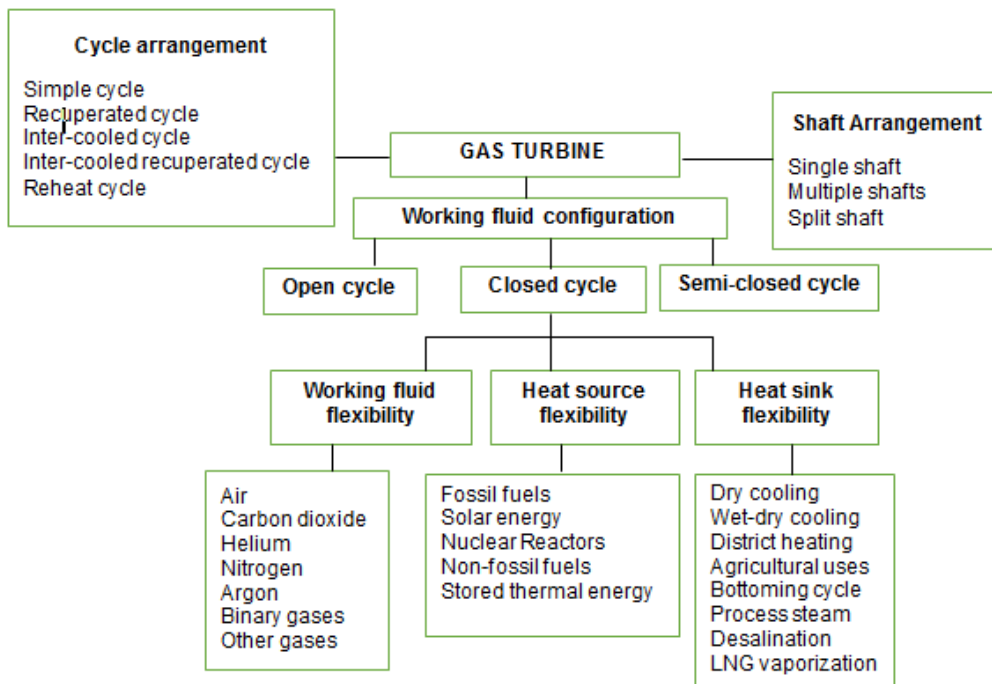 Cycle arrangement
Simple cycle
Recuperated cycle
Inter-cooled cycle
Inter-cooled recuperated cycle
Reheat cycle
GAS TURBINE
Shaft Arrangement
Single shaft
Multiple shafts
Split shaft
Working fluid configuration
Open cycle
Closed cycle
Semi-closed cycle
Working fluid
flexibility
Heat source
flexibility
Heat sink
flexibility
Air
Carbon dioxide
Helium
Nitrogen
Argon
Binary gases
Other gases
Fossil fuels
Solar energy
Nuclear Reactors
Non-fossil fuels
Stored thermal energy
Dry cooling
Wet-dry cooling
District heating
Agricultural uses
Bottoming cycle
Process steam
Desalination
LNG vaporization